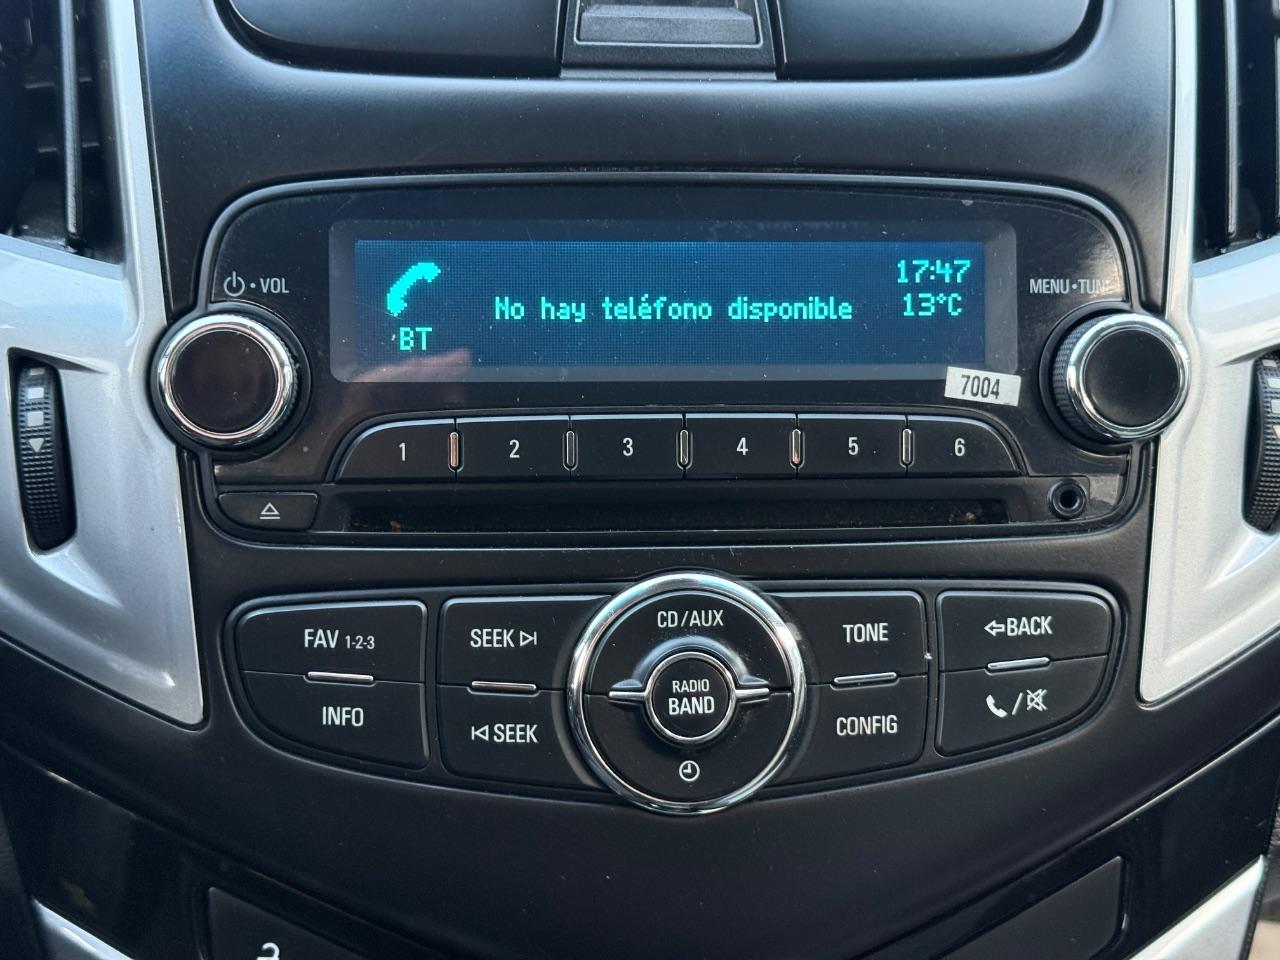 VOL
MENU•TUN
17:47
No hay teléfono disponible
13°C
BT
7004
1 2 3 4 5 6
FAV 1-2-3
SEEK
CD/AUX
TONE
BACK
INFO
SEEK
RADIO
BAND
CONFIG